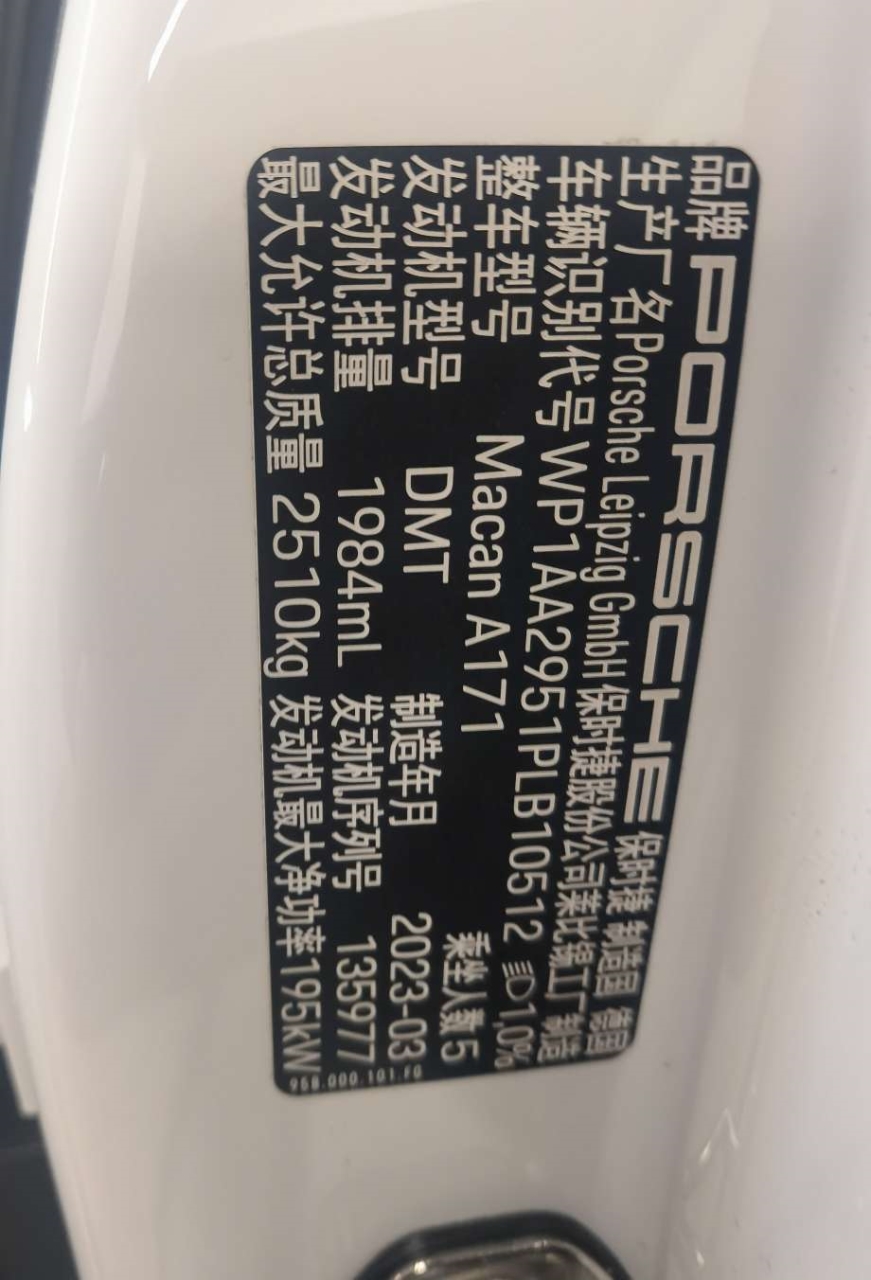 品牌 PORSCHE 保时捷 制造国 德国
生产厂名 Porsche Leipzig GmbH 保时捷股份公司莱比锡工厂 制造
车辆识别代号 WP1AA2951PLB10512 1,0%
整车型号 Macan A171 乘坐人数 5
发动机型号 DMT 制造年月 2023-03
发动机排量 1984mL 发动机序列号 135977
最大允许总质量 2510kg 发动机最大净功率 195kW
95B.000.101.FG